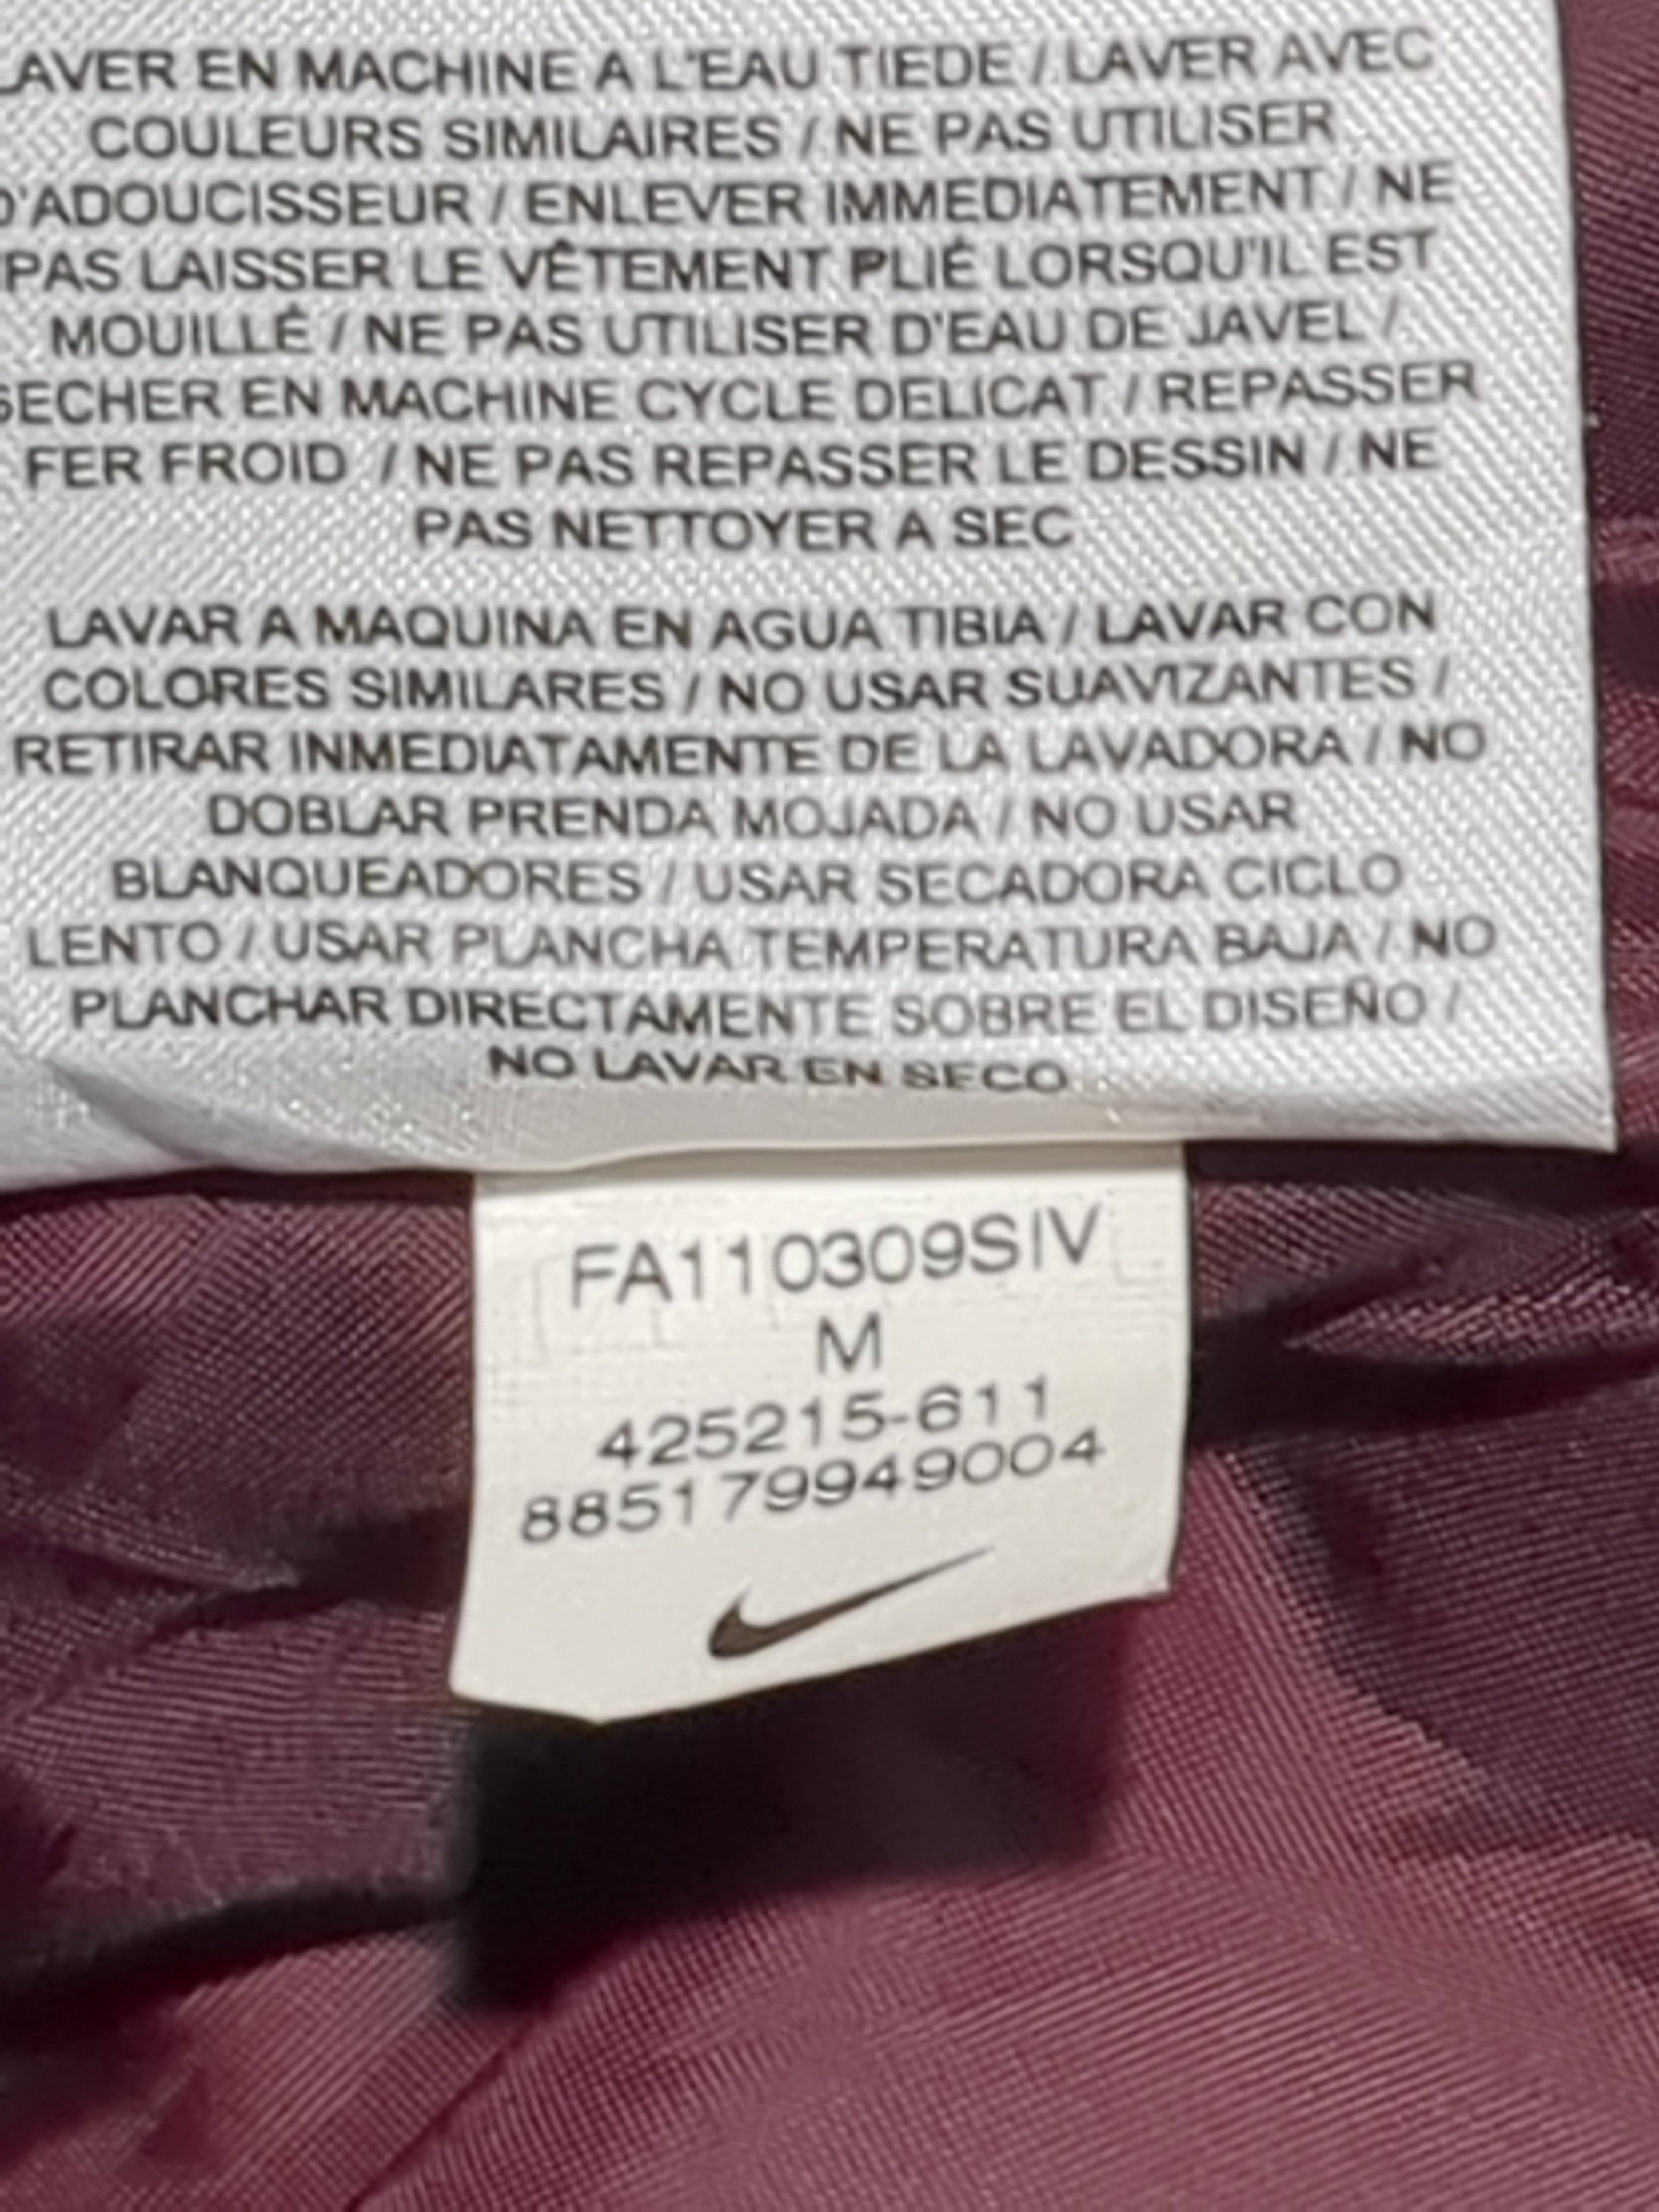 LAVER EN MACHINE A L'EAU TIEDE / LAVER AVEC
COULEURS SIMILAIRES / NE PAS UTILISER
D'ADOUCISSEUR / ENLEVER IMMEDIATEMENT / NE
PAS LAISSER LE VÊTEMENT PLIÉ LORSQU'IL EST
MOUILLÉ / NE PAS UTILISER D'EAU DE JAVEL /
SECHER EN MACHINE CYCLE DELICAT / REPASSER
FER FROID / NE PAS REPASSER LE DESSIN / NE
PAS NETTOYER A SEC
LAVAR A MAQUINA EN AGUA TIBIA / LAVAR CON
COLORES SIMILARES / NO USAR SUAVIZANTES /
RETIRAR INMEDIATAMENTE DE LA LAVADORA / NO
DOBLAR PRENDA MOJADA / NO USAR
BLANQUEADORES / USAR SECADORA CICLO
LENTO / USAR PLANCHA TEMPERATURA BAJA / NO
PLANCHAR DIRECTAMENTE SOBRE EL DISEÑO /
NO LAVAR EN SECO
FA110309SIV
M
425215-611
885179949004